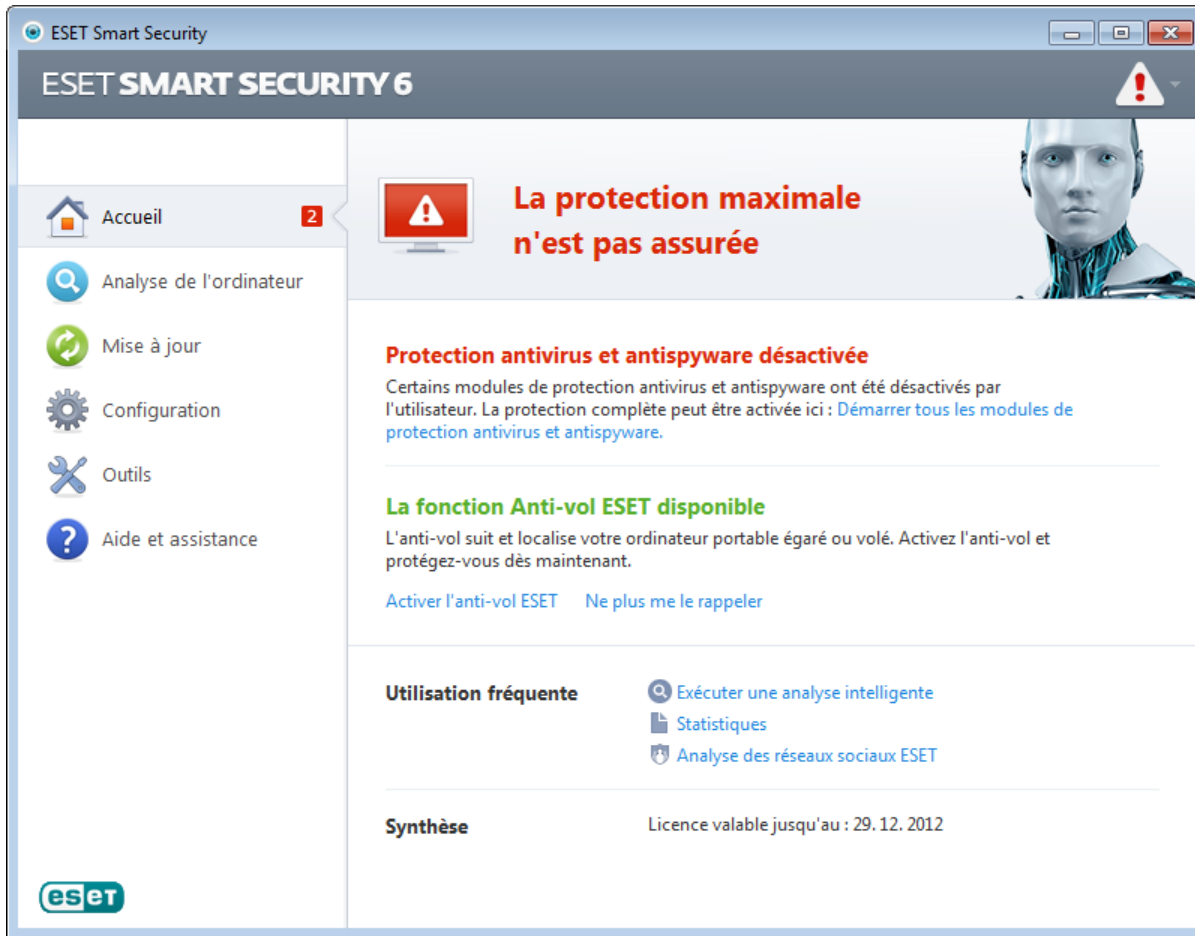 ESET Smart Security
ESET SMART SECURITY 6
Accueil
2
Analyse de l'ordinateur
Mise à jour
Configuration
Outils
Aide et assistance
La protection maximale
n'est pas assurée
Protection antivirus et antispyware désactivée
Certains modules de protection antivirus et antispyware ont été désactivés par
l'utilisateur. La protection complète peut être activée ici : Démarrer tous les modules de
protection antivirus et antispyware.
La fonction Anti-vol ESET disponible
L'anti-vol suit et localise votre ordinateur portable égaré ou volé. Activez l'anti-vol et
protégez-vous dès maintenant.
Activer l'anti-vol ESET Ne plus me le rappeler
Utilisation fréquente
Exécuter une analyse intelligente
Statistiques
Analyse des réseaux sociaux ESET
Synthèse
Licence valable jusqu'au : 29. 12. 2012
eset